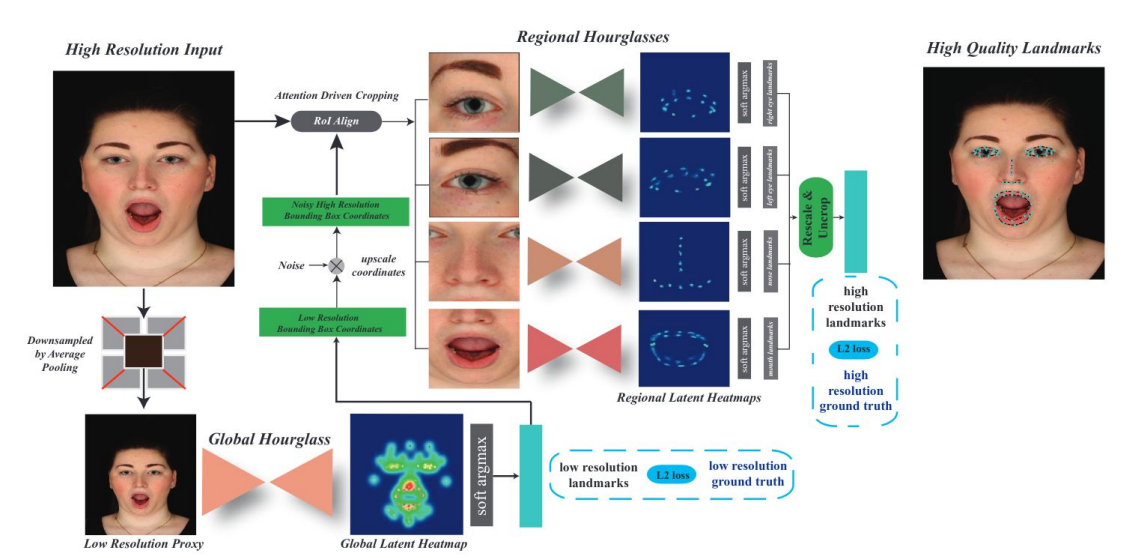 High Resolution Input
Regional Hourglasses
High Quality Landmarks
Attention Driven Cropping
RoI Align
Noisy High Resolution
Bounding Box Coordinates
Noise
upscale
coordinates
Low Resolution
Bounding Box Coordinates
soft argmax
right eye landmarks
soft argmax
left eye landmarks
soft argmax
nose landmarks
soft argmax
mouth landmarks
Regional Latent Heatmaps
Rescale &
Uncrop
high
resolution
landmarks
L2 loss
high
resolution
ground truth
Downsampled
by Average
Pooling
Low Resolution Proxy
Global Hourglass
Global Latent Heatmap
soft argmax
low resolution
landmarks
L2 loss
low resolution
ground truth